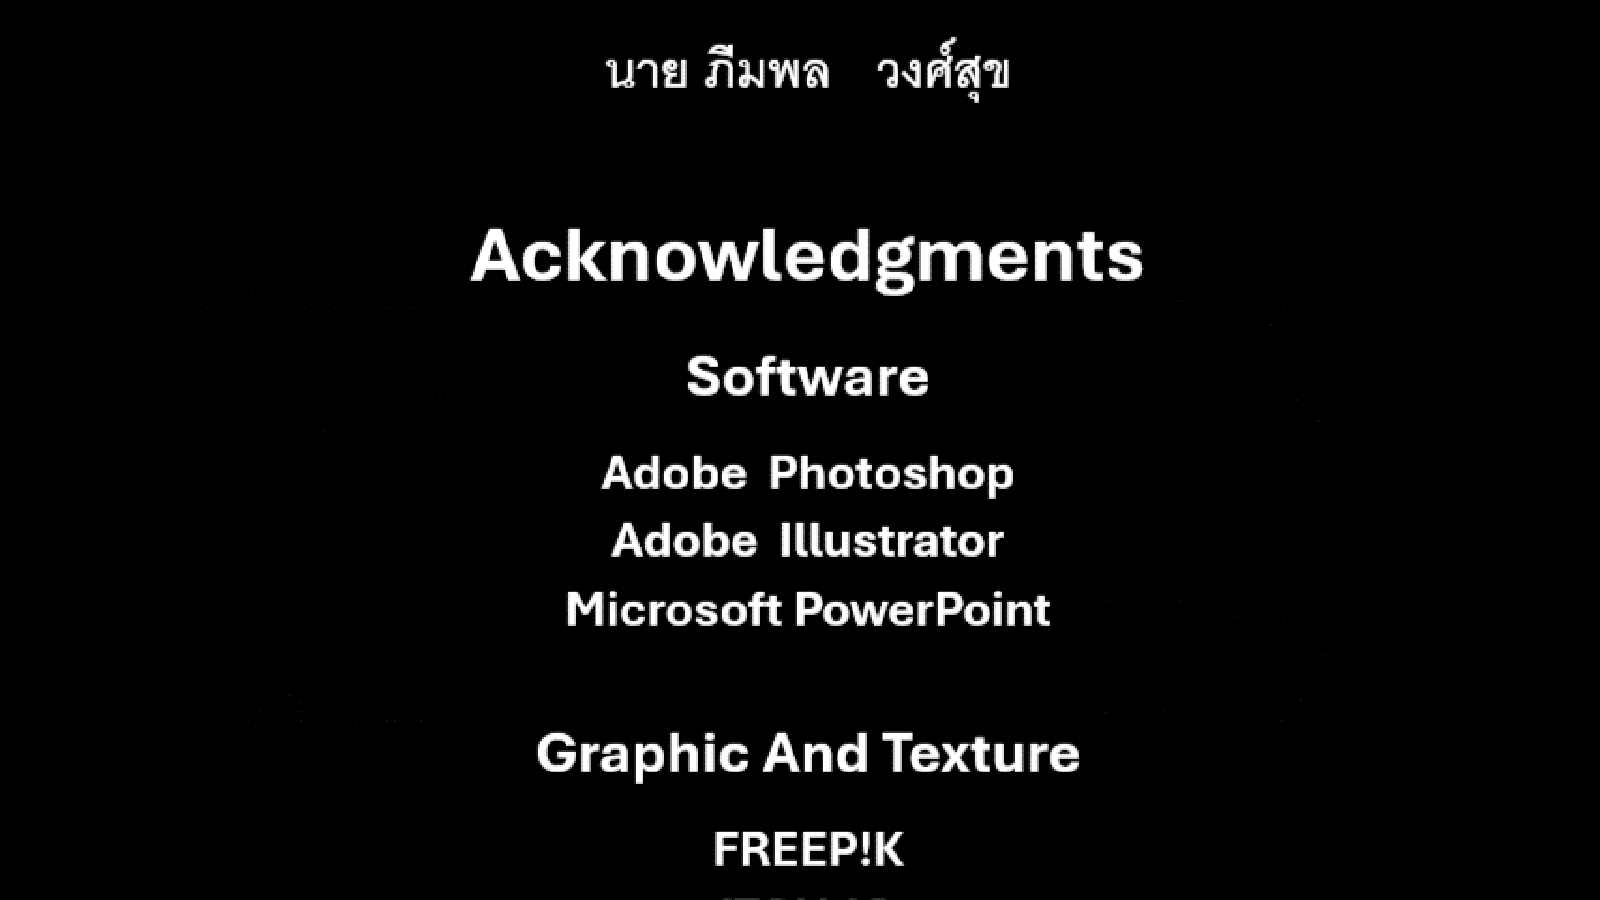 นาย ภีมพล วงศ์สุข
Acknowledgments
Software
Adobe Photoshop
Adobe Illustrator
Microsoft PowerPoint
Graphic And Texture
FREEP!K